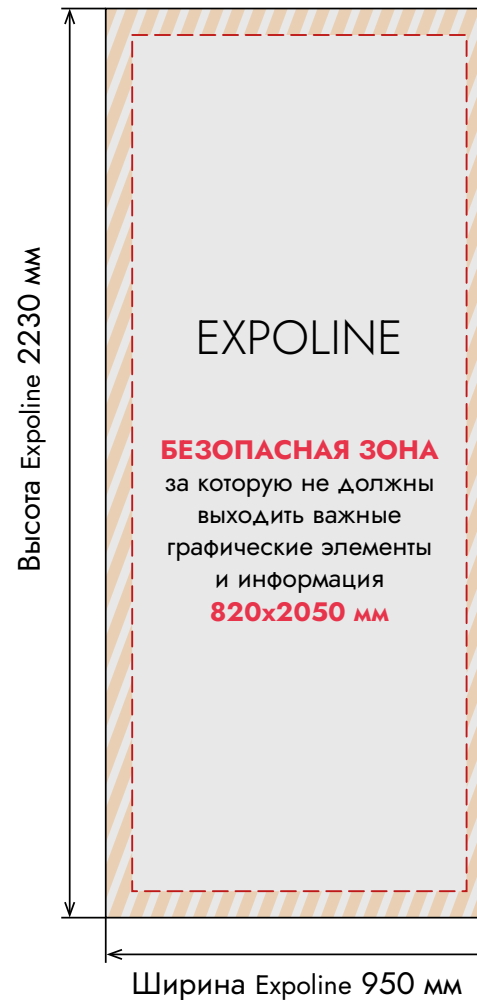 Высота Expoline 2230 мм
EXPOLINE
БЕЗОПАСНАЯ ЗОНА
за которую не должны
выходить важные
графические элементы
и информация
820x2050 мм
Ширина Expoline 950 мм